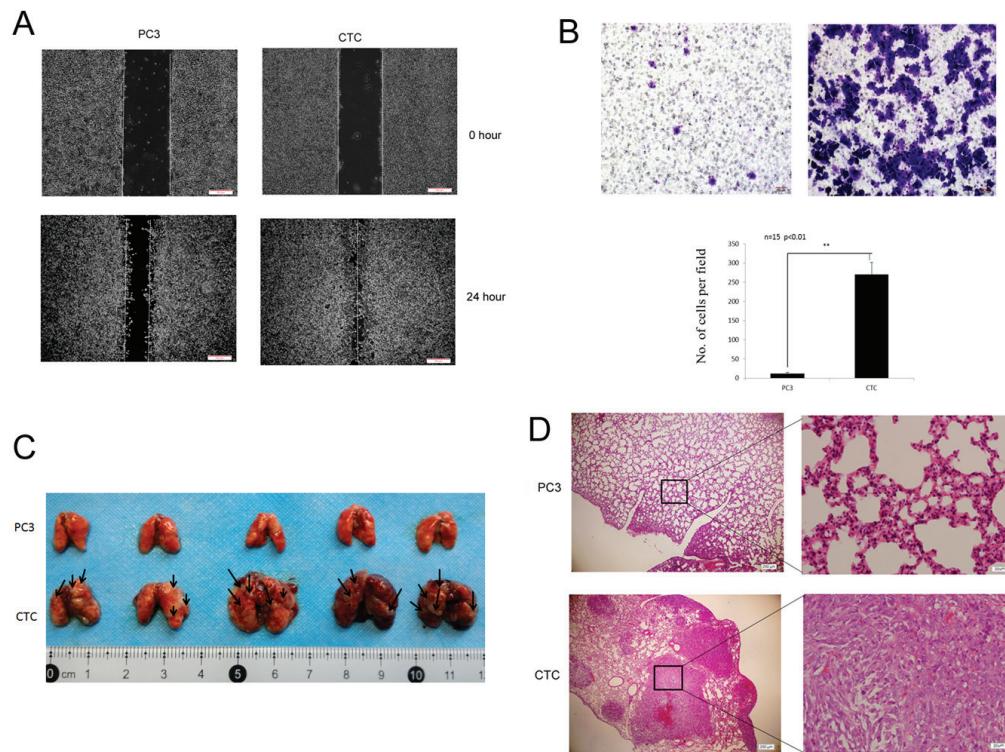 A
PC3
CTC
0 hour
24 hour
B
n=15 p<0.01
**
No. of cells per field
350
300
250
200
150
100
50
0
PC3
CTC
C
PC3
CTC
0 cm 1 2 3 4 5 6 7 8 9 10 11 12
D
PC3
CTC